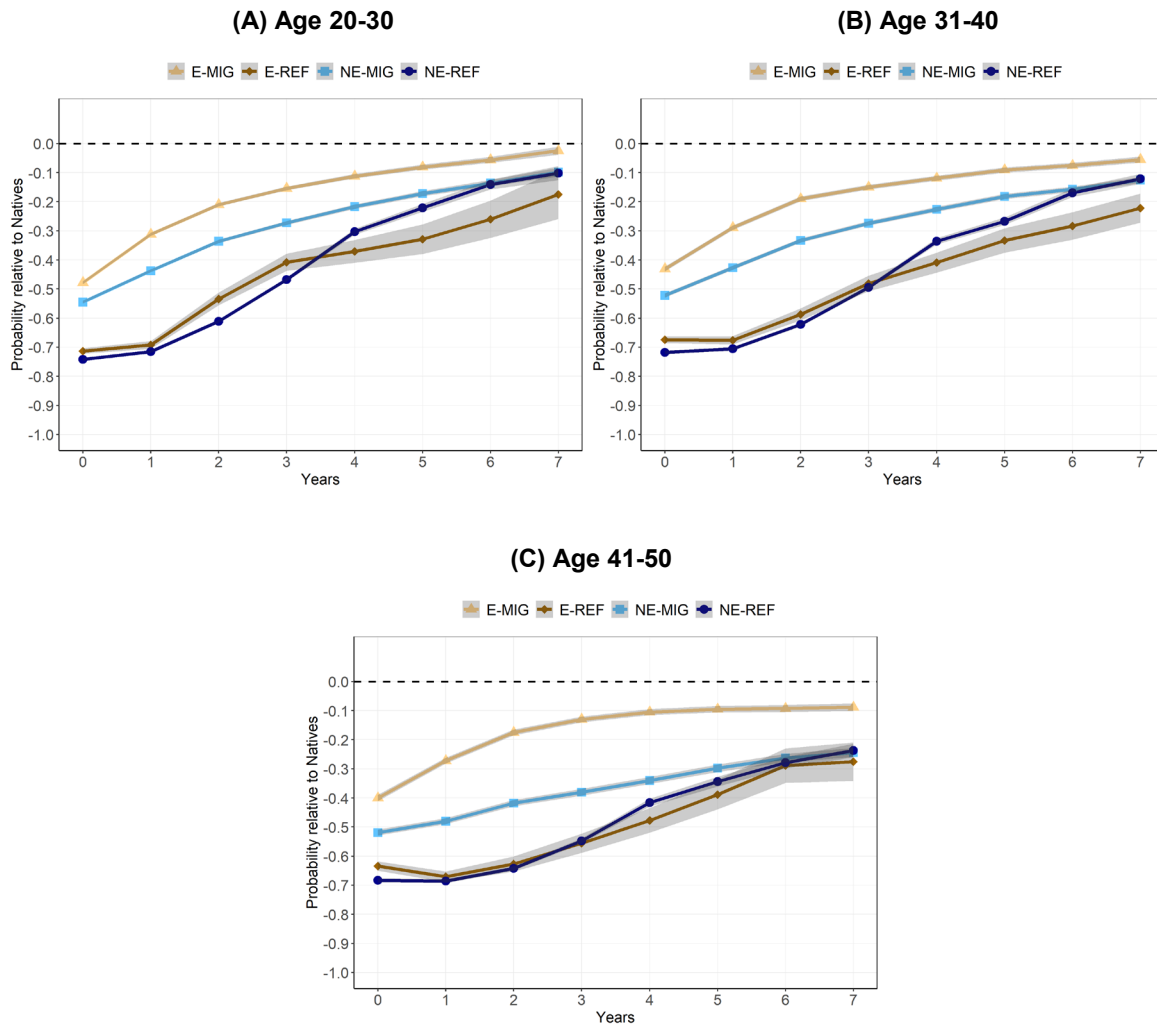 (A) Age 20-30
E-MIG E-REF NE-MIG NE-REF
Probability relative to Natives
0.0
-0.1
-0.2
-0.3
-0.4
-0.5
-0.6
-0.7
-0.8
-0.9
-1.0
0 1 2 3 4 5 6 7
Years
(B) Age 31-40
E-MIG E-REF NE-MIG NE-REF
Probability relative to Natives
0.0
-0.1
-0.2
-0.3
-0.4
-0.5
-0.6
-0.7
-0.8
-0.9
-1.0
0 1 2 3 4 5 6 7
Years
(C) Age 41-50
E-MIG E-REF NE-MIG NE-REF
Probability relative to Natives
0.0
-0.1
-0.2
-0.3
-0.4
-0.5
-0.6
-0.7
-0.8
-0.9
-1.0
0 1 2 3 4 5 6 7
Years